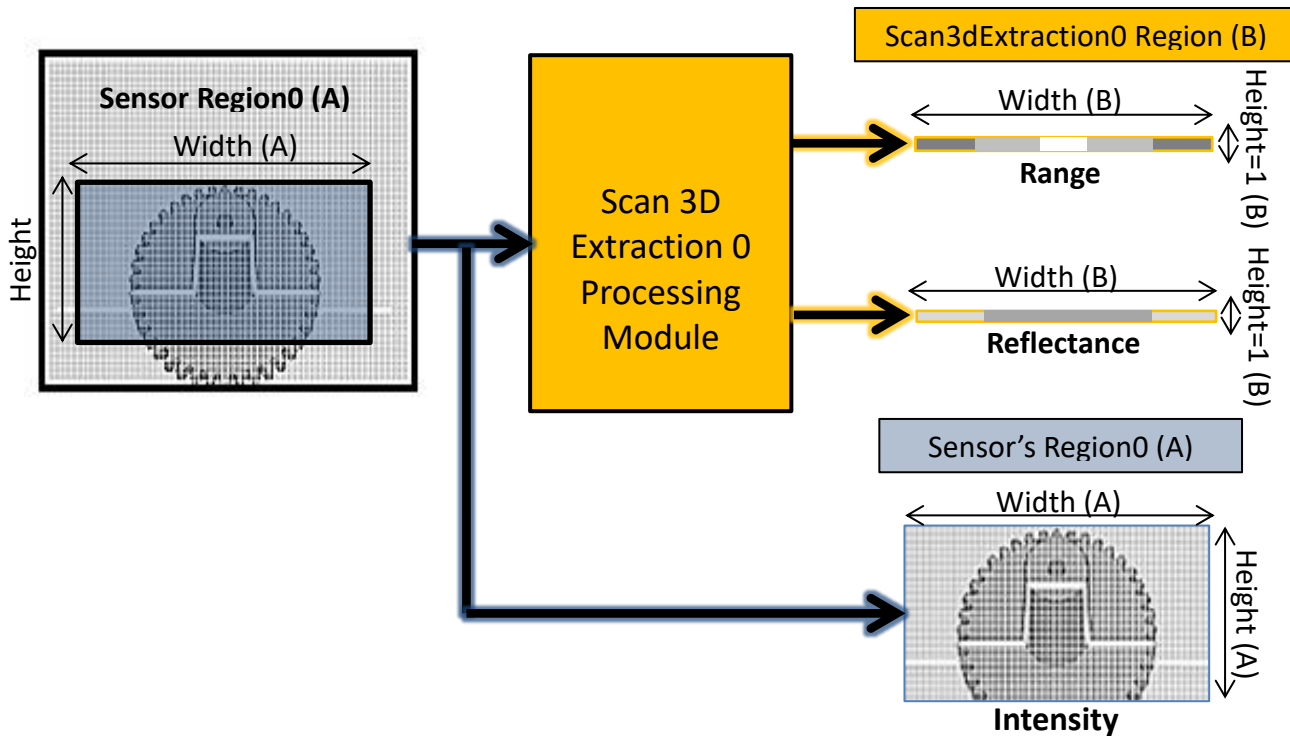 Sensor Region0 (A)
Width (A)
Height
Scan 3D
Extraction 0
Processing
Module
Scan3dExtraction0 Region (B)
Width (B)
Height=1 (B)
Range
Width (B)
Height=1 (B)
Reflectance
Sensor’s Region0 (A)
Width (A)
Height (A)
Intensity